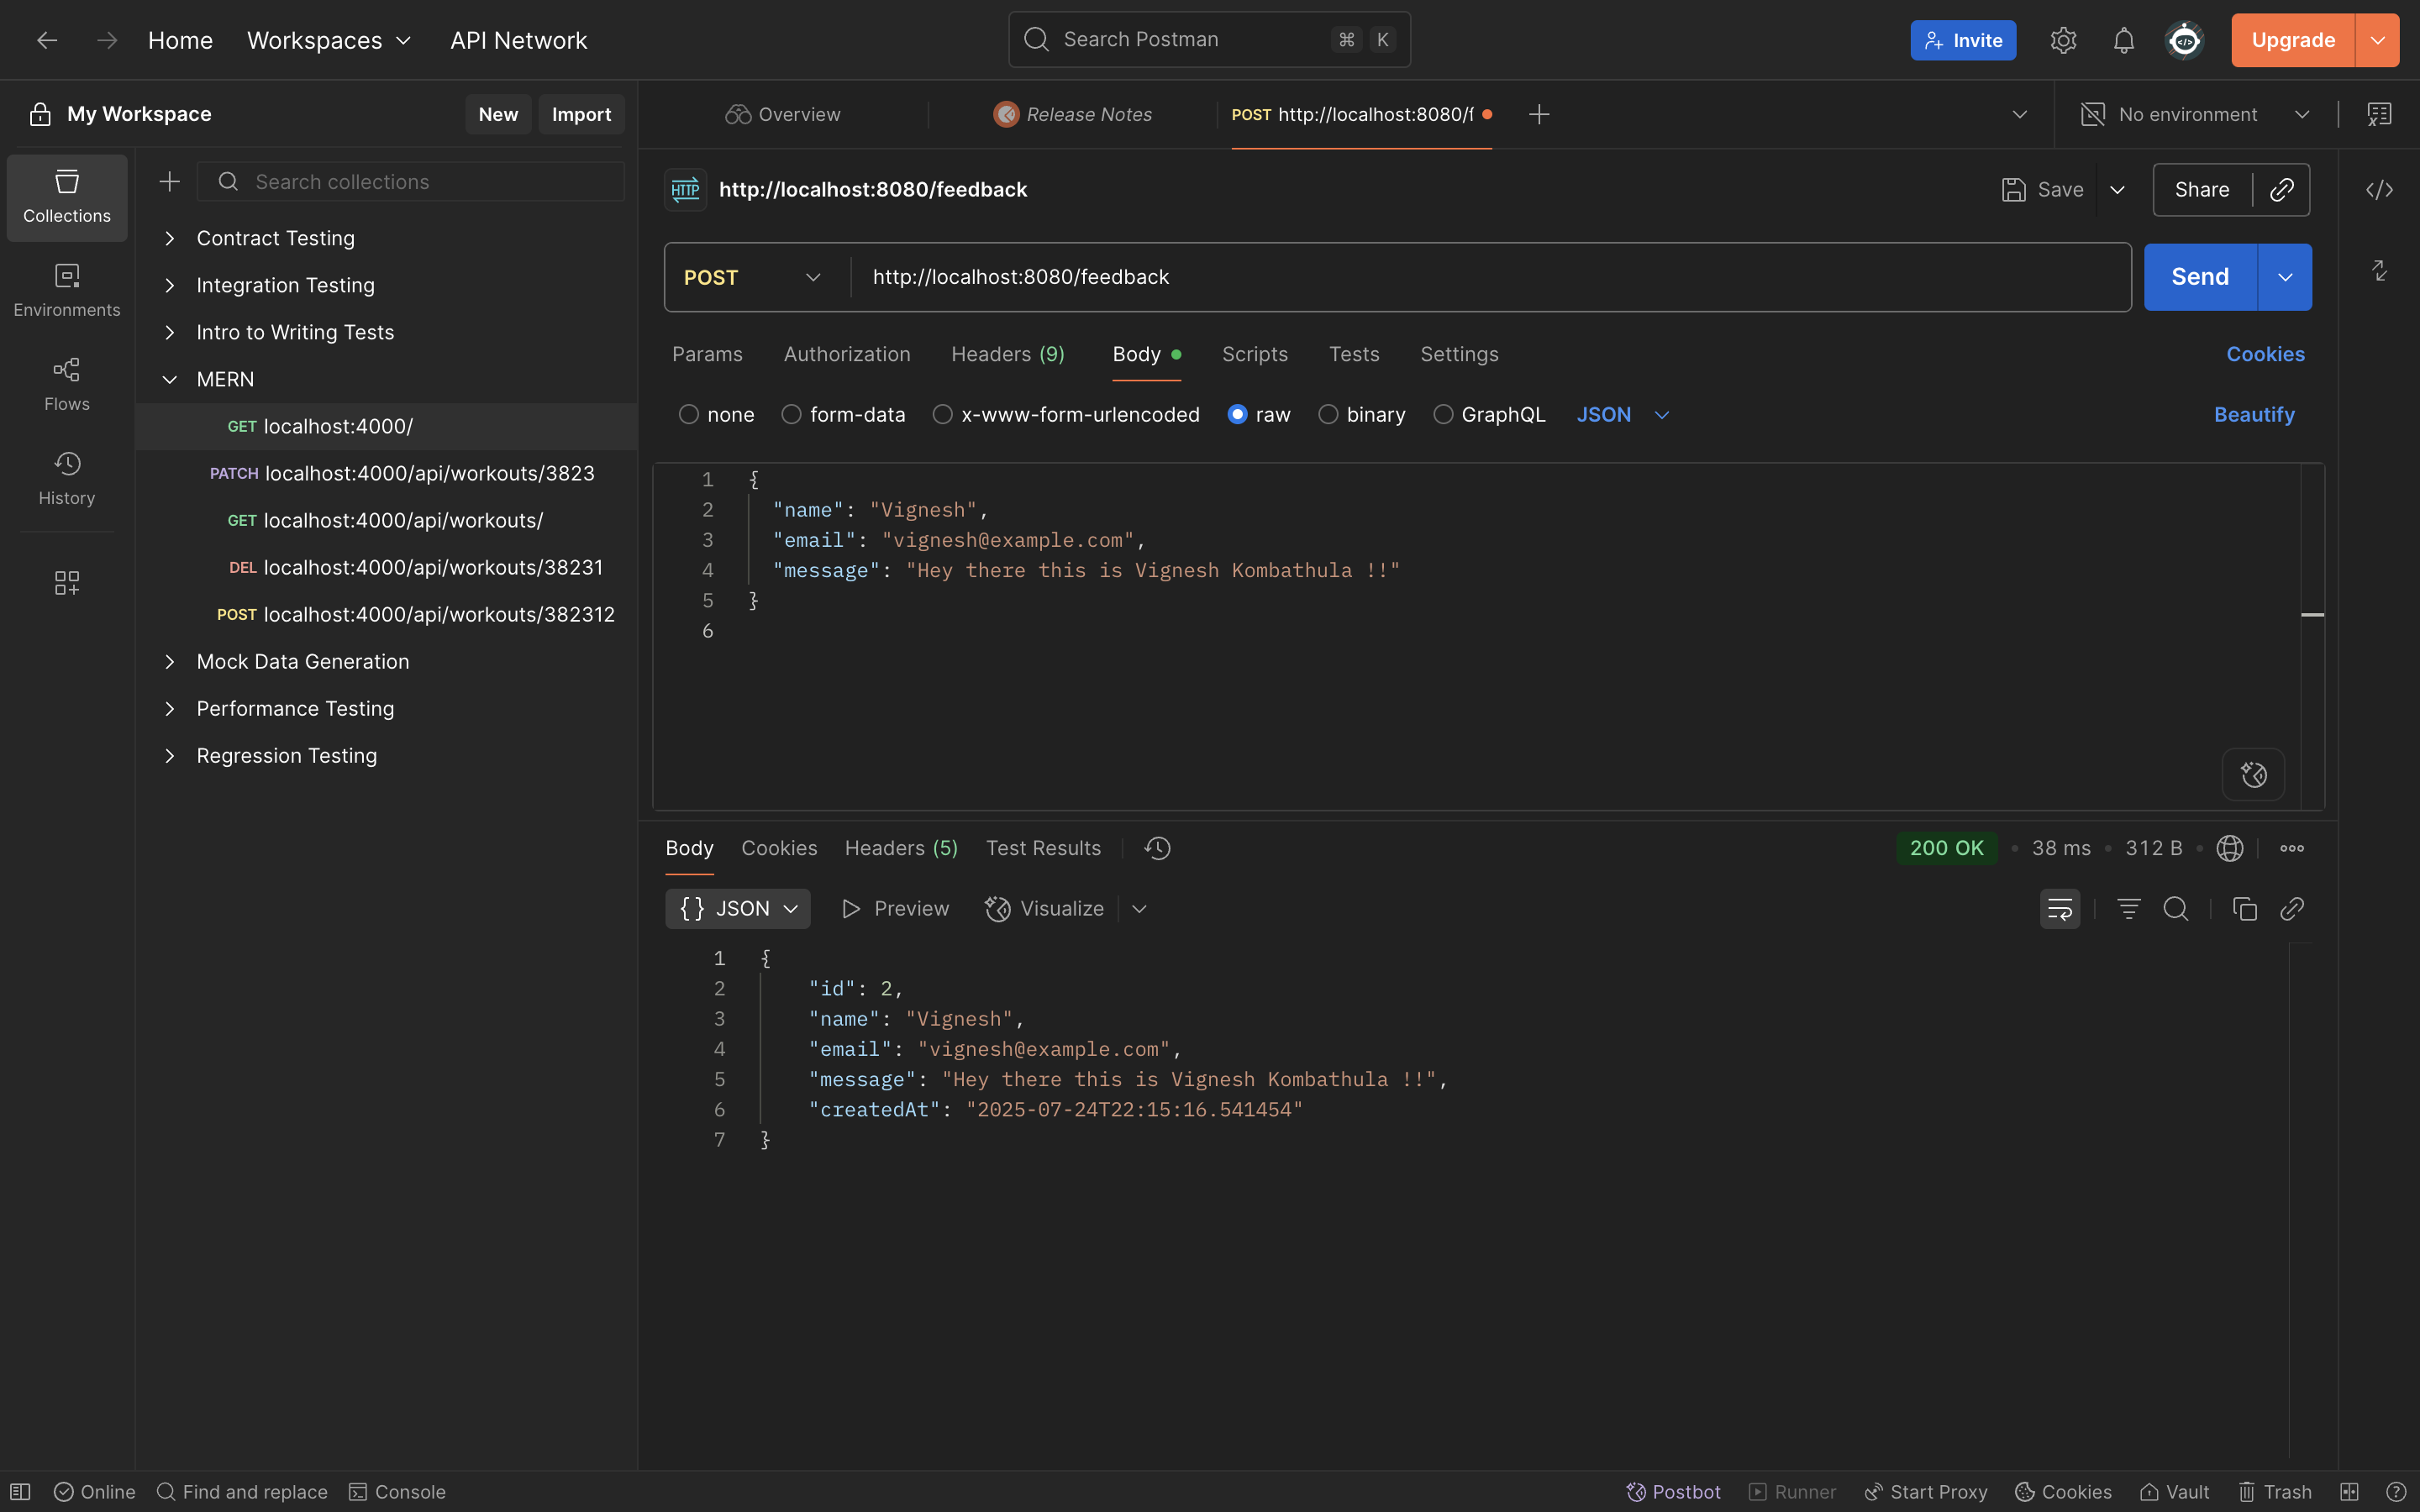 Home Workspaces API Network Search Postman ⌘ K Invite Upgrade
My Workspace New Import
Overview Release Notes POST http://localhost:8080/f No environment
Collections
Environments
Flows
History
Search collections
Contract Testing
Integration Testing
Intro to Writing Tests
MERN
GET localhost:4000/
PATCH localhost:4000/api/workouts/3823
GET localhost:4000/api/workouts/
DEL localhost:4000/api/workouts/38231
POST localhost:4000/api/workouts/382312
Mock Data Generation
Performance Testing
Regression Testing
HTTP http://localhost:8080/feedback Save Share
POST http://localhost:8080/feedback Send
Params Authorization Headers (9) Body Scripts Tests Settings Cookies
none form-data x-www-form-urlencoded raw binary GraphQL JSON Beautify
1 {
2 "name": "Vignesh",
3 "email": "vignesh@example.com",
4 "message": "Hey there this is Vignesh Kombathula !!"
5 }
6
Body Cookies Headers (5) Test Results 200 OK • 38 ms • 312 B •
{} JSON Preview Visualize
1 {
2 "id": 2,
3 "name": "Vignesh",
4 "email": "vignesh@example.com",
5 "message": "Hey there this is Vignesh Kombathula !!",
6 "createdAt": "2025-07-24T22:15:16.541454"
7 }
Online Find and replace Console Postbot Runner Start Proxy Cookies Vault Trash